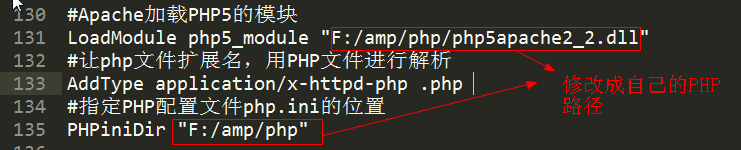 130 #Apache加载PHP5的模块
131 LoadModule php5_module "F:/amp/php/php5apache2_2.dll"
132 #让php文件扩展名，用PHP文件进行解析
133 AddType application/x-httpd-php .php
134 #指定PHP配置文件php.ini的位置
135 PHPiniDir "F:/amp/php"
修改成自己的PHP
路径